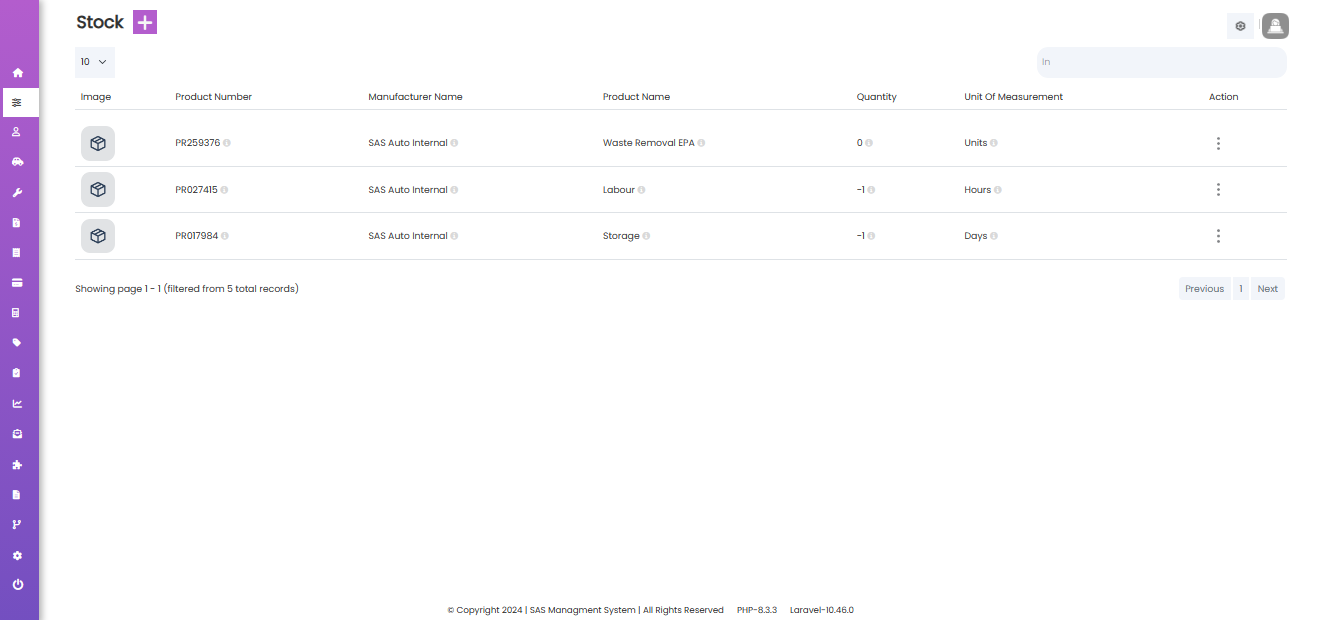 Stock
10
In
Image Product Number Manufacturer Name Product Name Quantity Unit Of Measurement Action
PR259376 SAS Auto Internal Waste Removal EPA 0 Units
PR027415 SAS Auto Internal Labour -1 Hours
PR017984 SAS Auto Internal Storage -1 Days
Showing page 1 - 1 (filtered from 5 total records) Previous 1 Next
© Copyright 2024 | SAS Managment System | All Rights Reserved PHP-8.3.3 Laravel-10.46.0